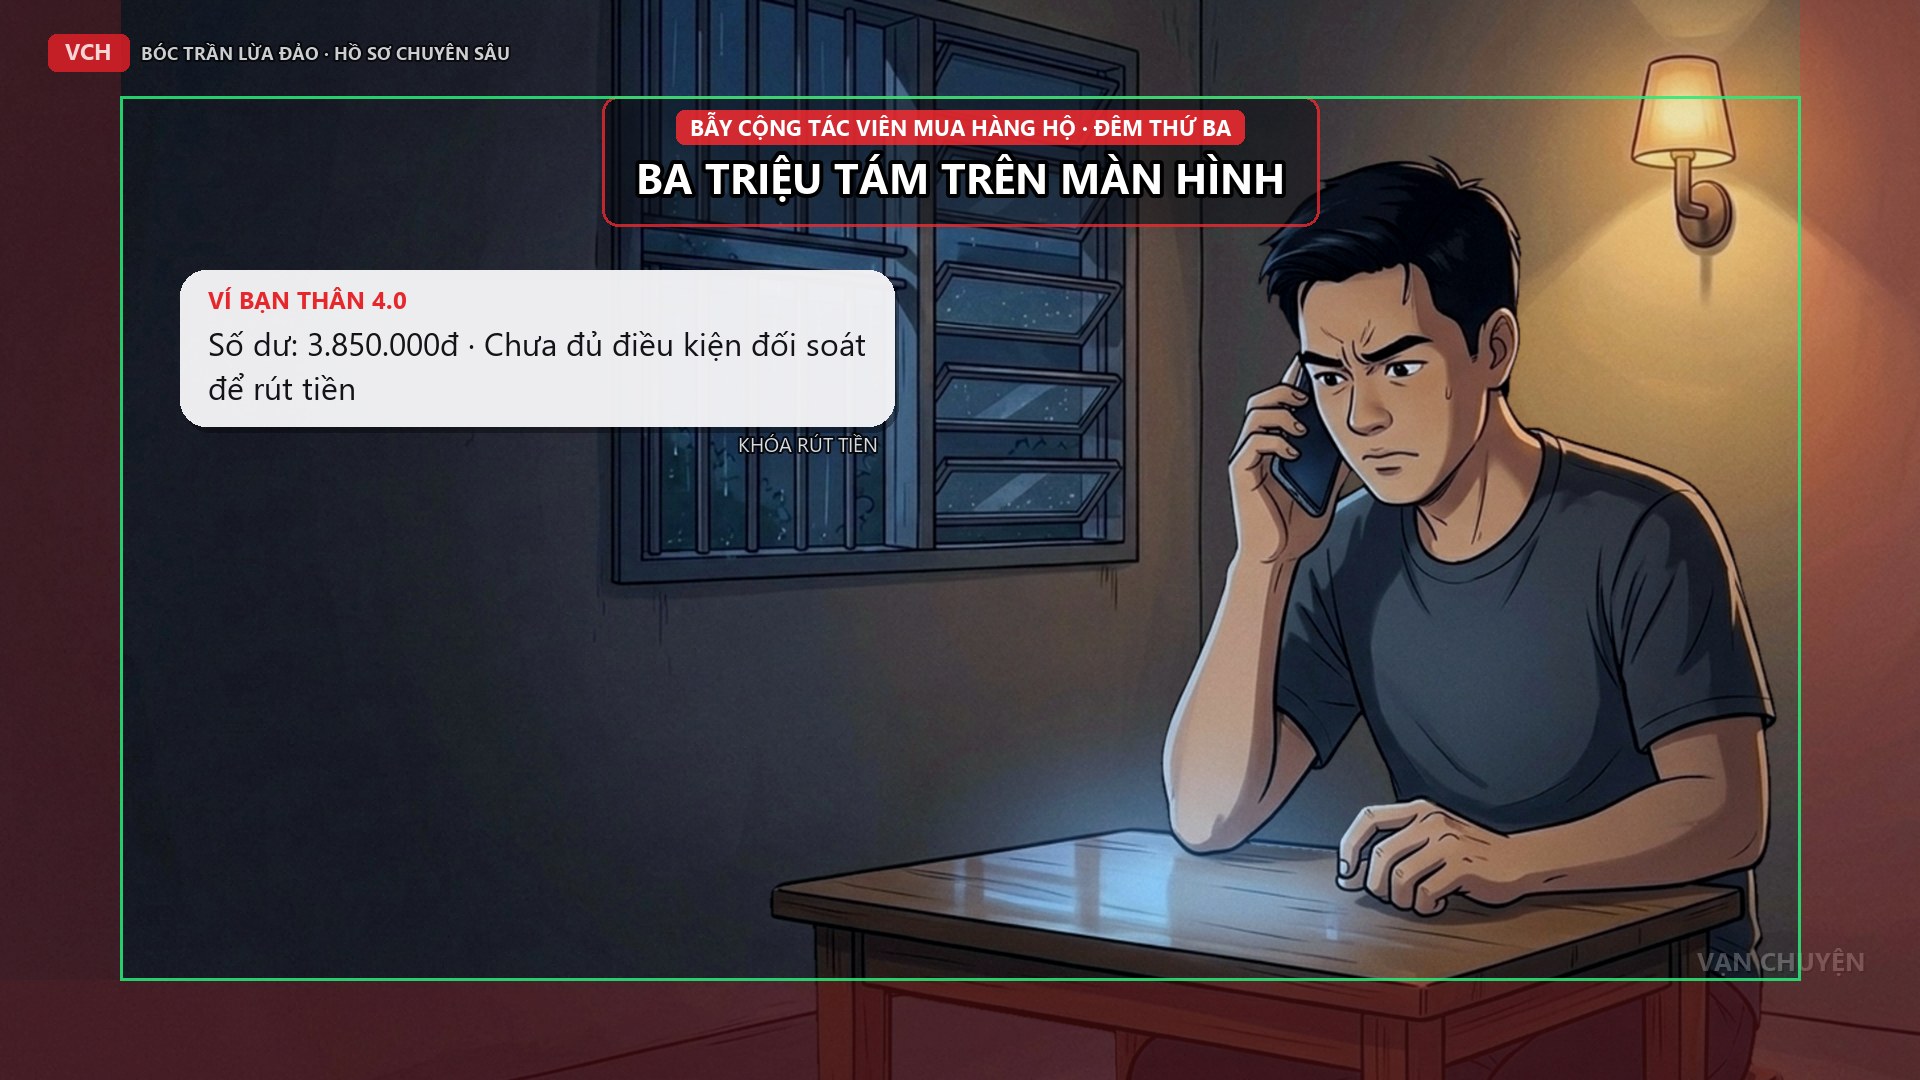 VCH BÓC TRẦN LỪA ĐẢO · HỒ SƠ CHUYÊN SÂU
BẪY CỘNG TÁC VIÊN MUA HÀNG HỘ · ĐÊM THỨ BA
BA TRIỆU TÁM TRÊN MÀN HÌNH
VÍ BẠN THÂN 4.0
Số dư: 3.850.000đ · Chưa đủ điều kiện đối soát
để rút tiền
KHÓA RÚT TIỀN
VẠN CHUYỆN